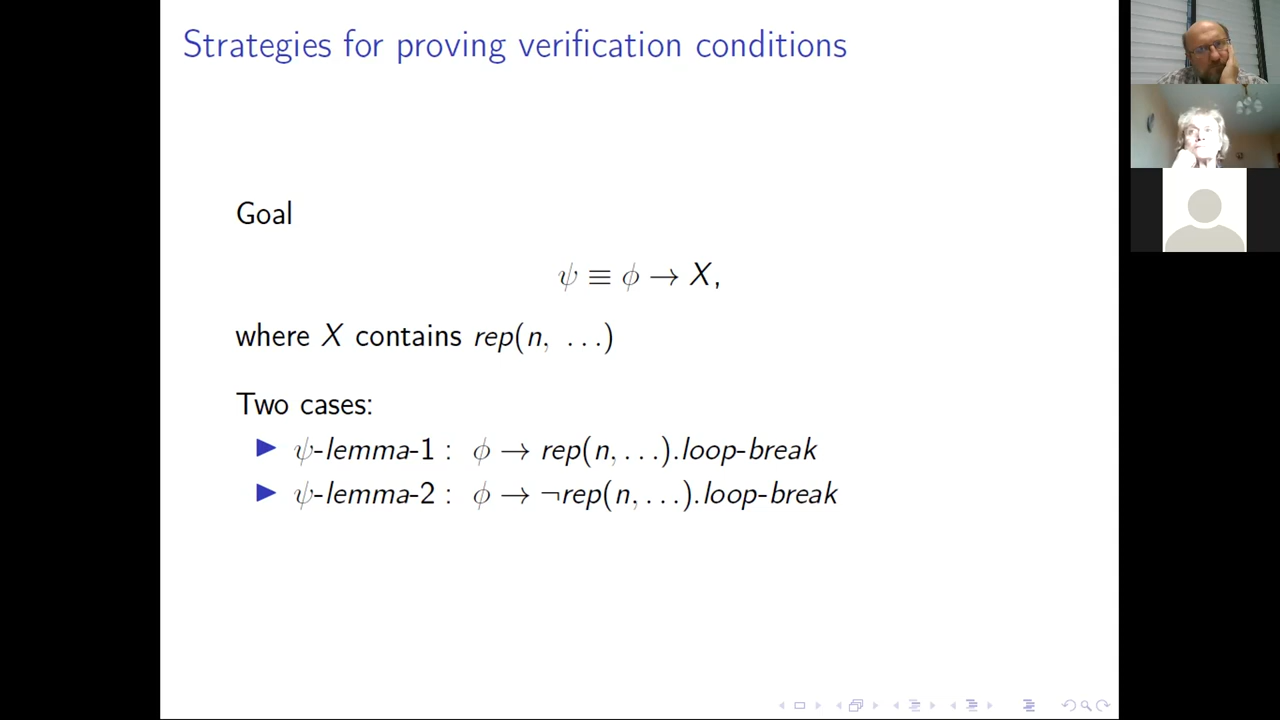 Strategies for proving verification conditions
Goal
ψ ≡ ϕ → X,
where X contains rep(n, ...)
Two cases:
▶ ψ-lemma-1 : ϕ → rep(n, ...).loop-break
▶ ψ-lemma-2 : ϕ → ¬rep(n, ...).loop-break